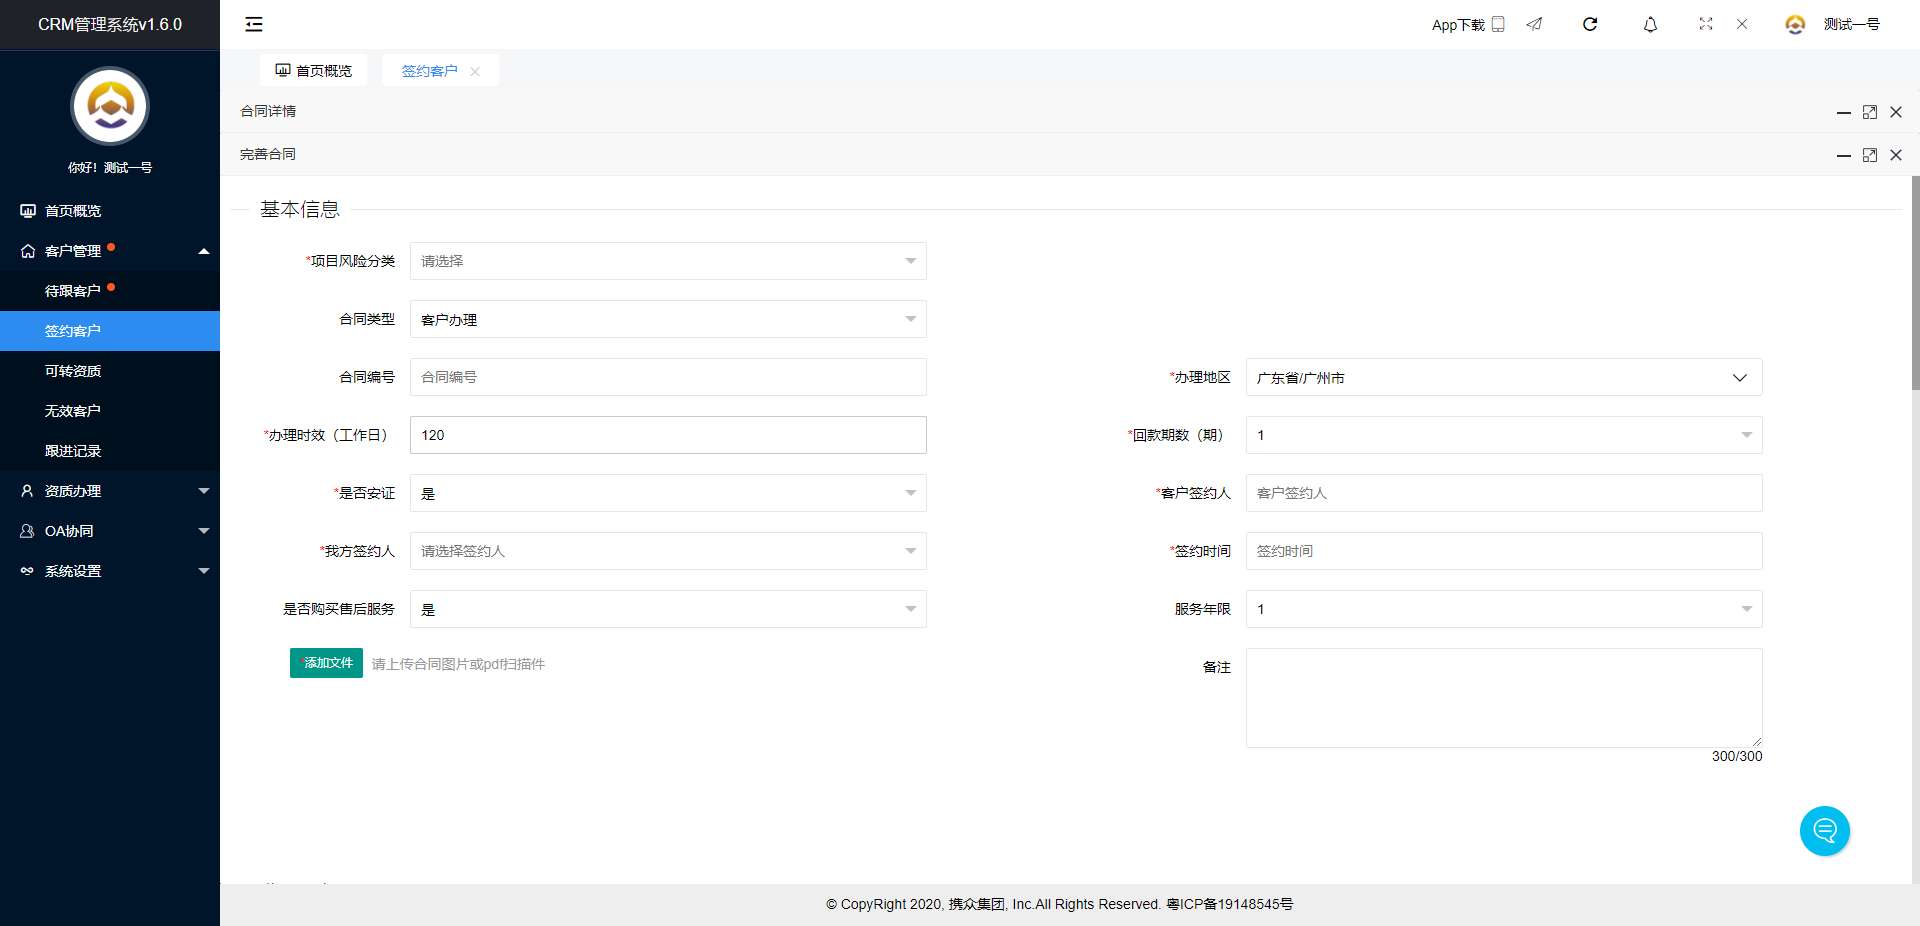 CRM管理系统v1.6.0
App下载
测试一号
首页概览
签约客户
你好！测试一号
首页概览
客户管理
待跟客户
签约客户
可转资质
无效客户
跟进记录
资质办理
OA协同
系统设置
合同详情
完善合同
基本信息
*项目风险分类 请选择
合同类型 客户办理
合同编号 合同编号
*办理地区 广东省/广州市
*办理时效（工作日） 120
*回款期数（期） 1
*是否安证 是
*客户签约人 客户签约人
*我方签约人 请选择签约人
*签约时间 签约时间
是否购买售后服务 是
服务年限 1
*添加文件 请上传合同图片或pdf扫描件
备注
300/300
© CopyRight 2020, 携众集团, Inc.All Rights Reserved. 粤ICP备19148545号